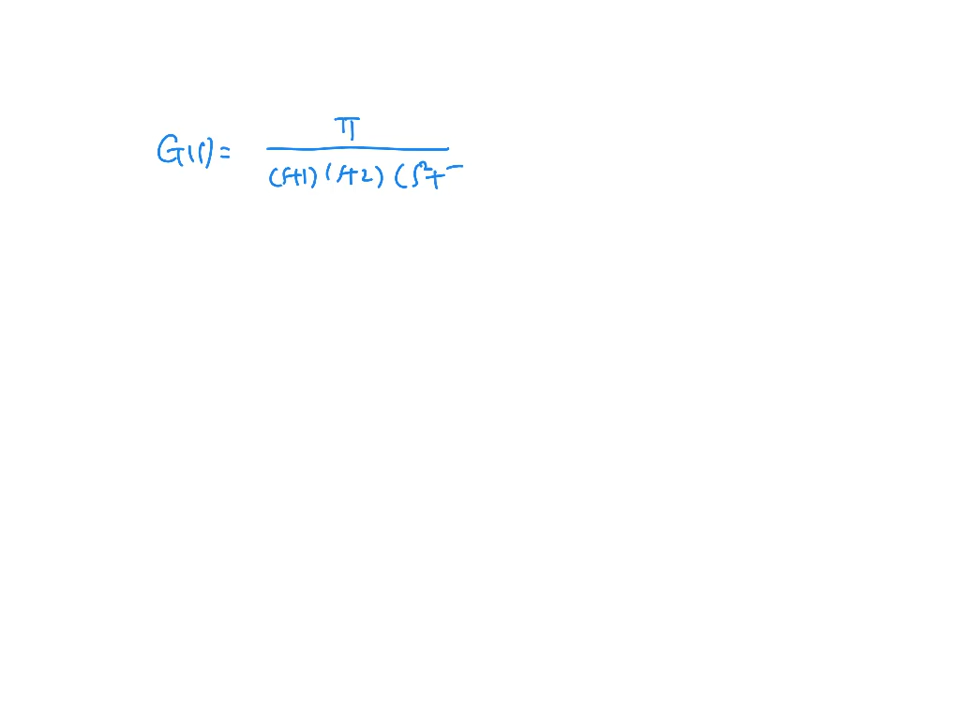 G(s) = π / (s+1)(s+2)(s²+